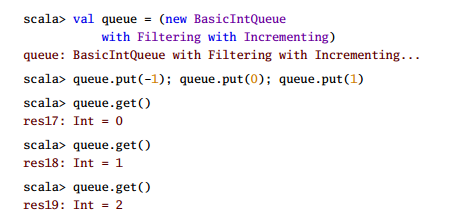 scala> val queue = (new BasicIntQueue
with Filtering with Incrementing)
queue: BasicIntQueue with Filtering with Incrementing...
scala> queue.put(-1); queue.put(0); queue.put(1)
scala> queue.get()
res17: Int = 0
scala> queue.get()
res18: Int = 1
scala> queue.get()
res19: Int = 2